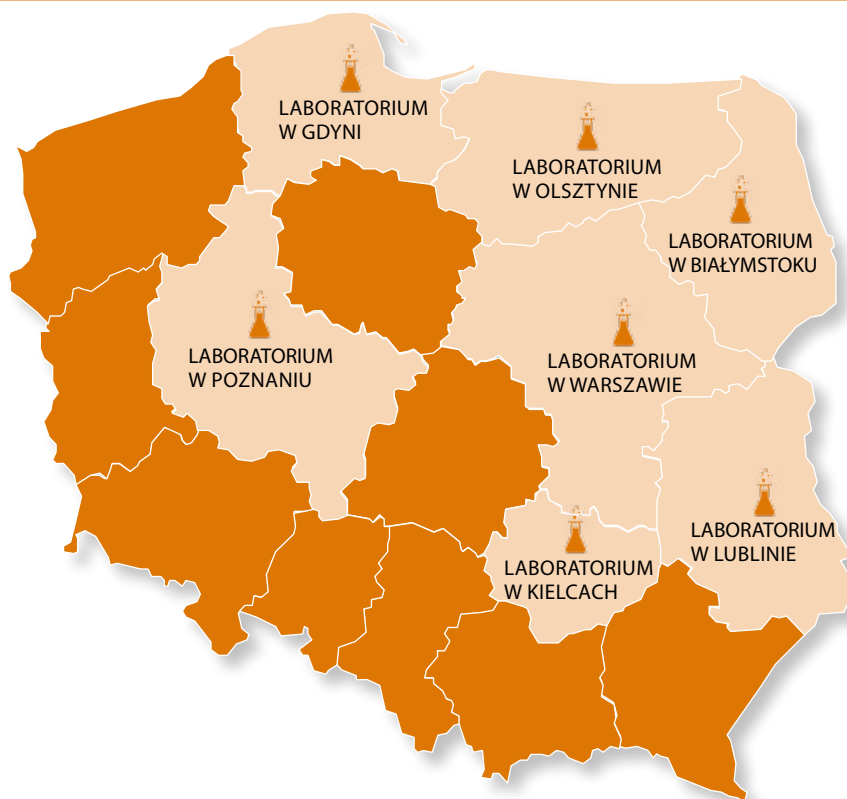 LABORATORIUM
W GDYNI
LABORATORIUM
W OLSZTYNIE
LABORATORIUM
W BIAŁYMSTOKU
LABORATORIUM
W POZNANIU
LABORATORIUM
W WARSZAWIE
LABORATORIUM
W LUBLINIE
LABORATORIUM
W KIELCACH